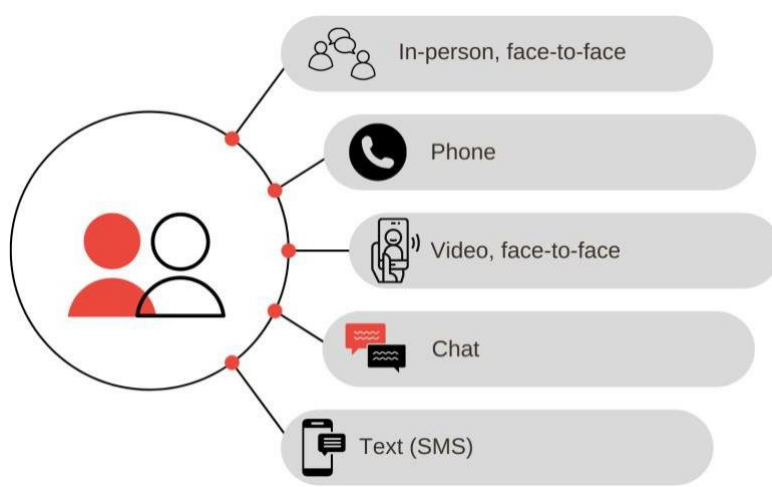 In-person, face-to-face
Phone
Video, face-to-face
Chat
Text (SMS)